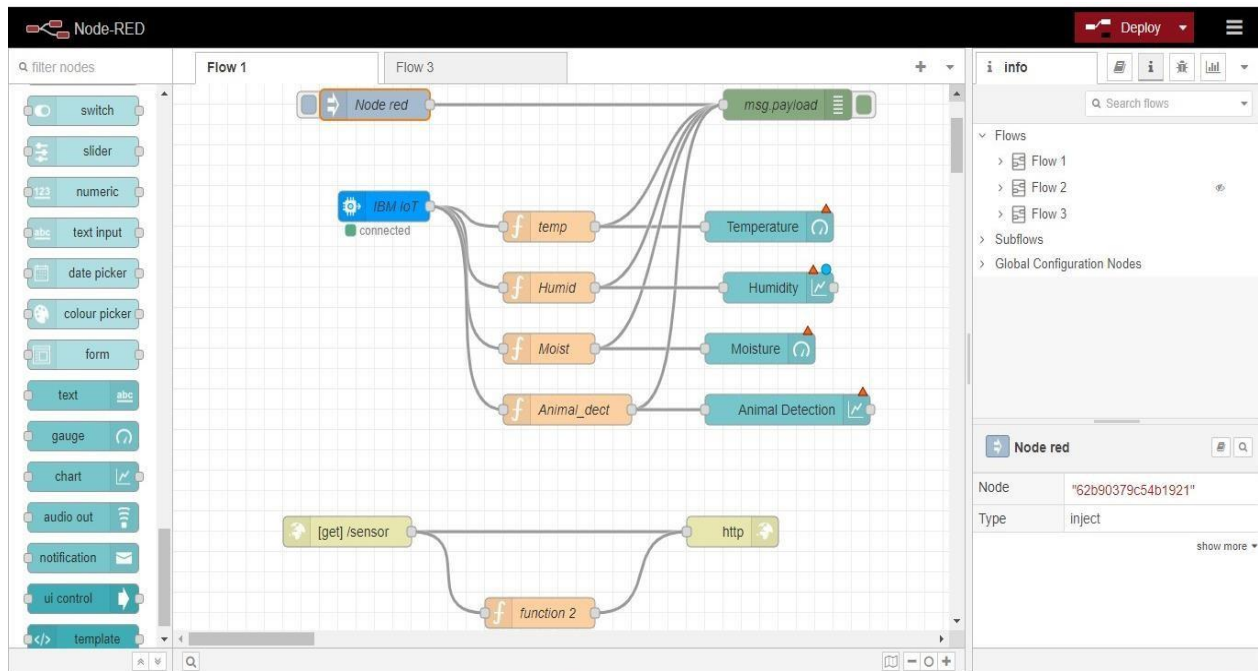 Node-RED
Deploy
filter nodes
Flow 1
Flow 3
i info
i
Search flows
switch
slider
123 numeric
abc text input
date picker
colour picker
form
text abc
gauge
chart
audio out
notification
ui control
</> template
Node red
msg.payload
IBM IoT
connected
f temp
Temperature
f Humid
Humidity
f Moist
Moisture
f Animal_dect
Animal Detection
[get] /sensor
http
f function 2
Flows
Flow 1
Flow 2
Flow 3
Subflows
Global Configuration Nodes
Node red
Node "62b90379c54b1921"
Type inject
show more